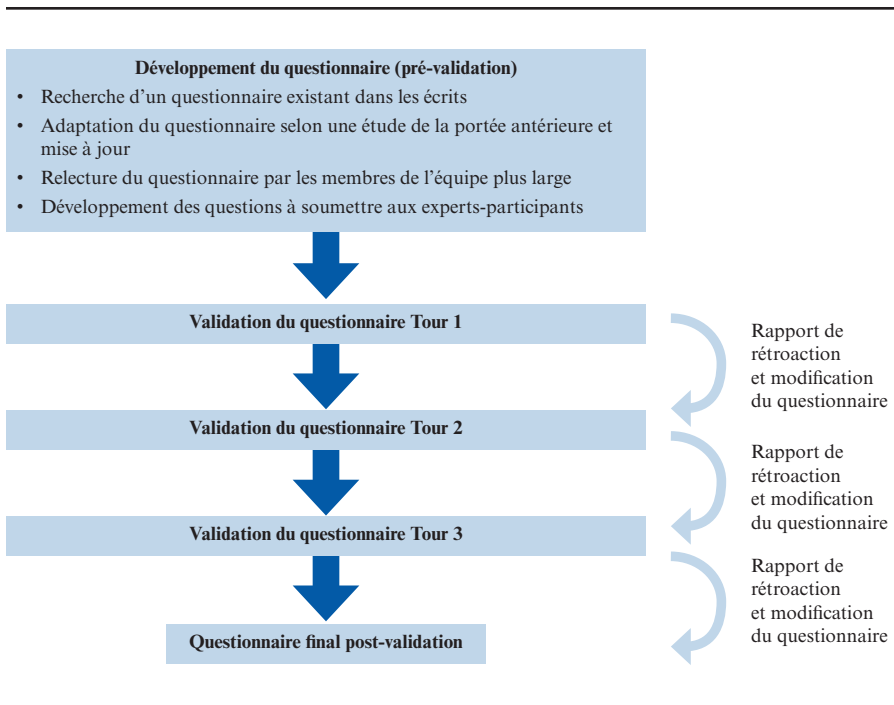 Développement du questionnaire (pré-validation)
• Recherche d'un questionnaire existant dans les écrits
• Adaptation du questionnaire selon une étude de la portée antérieure et
mise à jour
• Relecture du questionnaire par les membres de l'équipe plus large
• Développement des questions à soumettre aux experts-participants
Validation du questionnaire Tour 1
Rapport de
rétroaction
et modification
du questionnaire
Validation du questionnaire Tour 2
Rapport de
rétroaction
et modification
du questionnaire
Validation du questionnaire Tour 3
Rapport de
rétroaction
et modification
du questionnaire
Questionnaire final post-validation